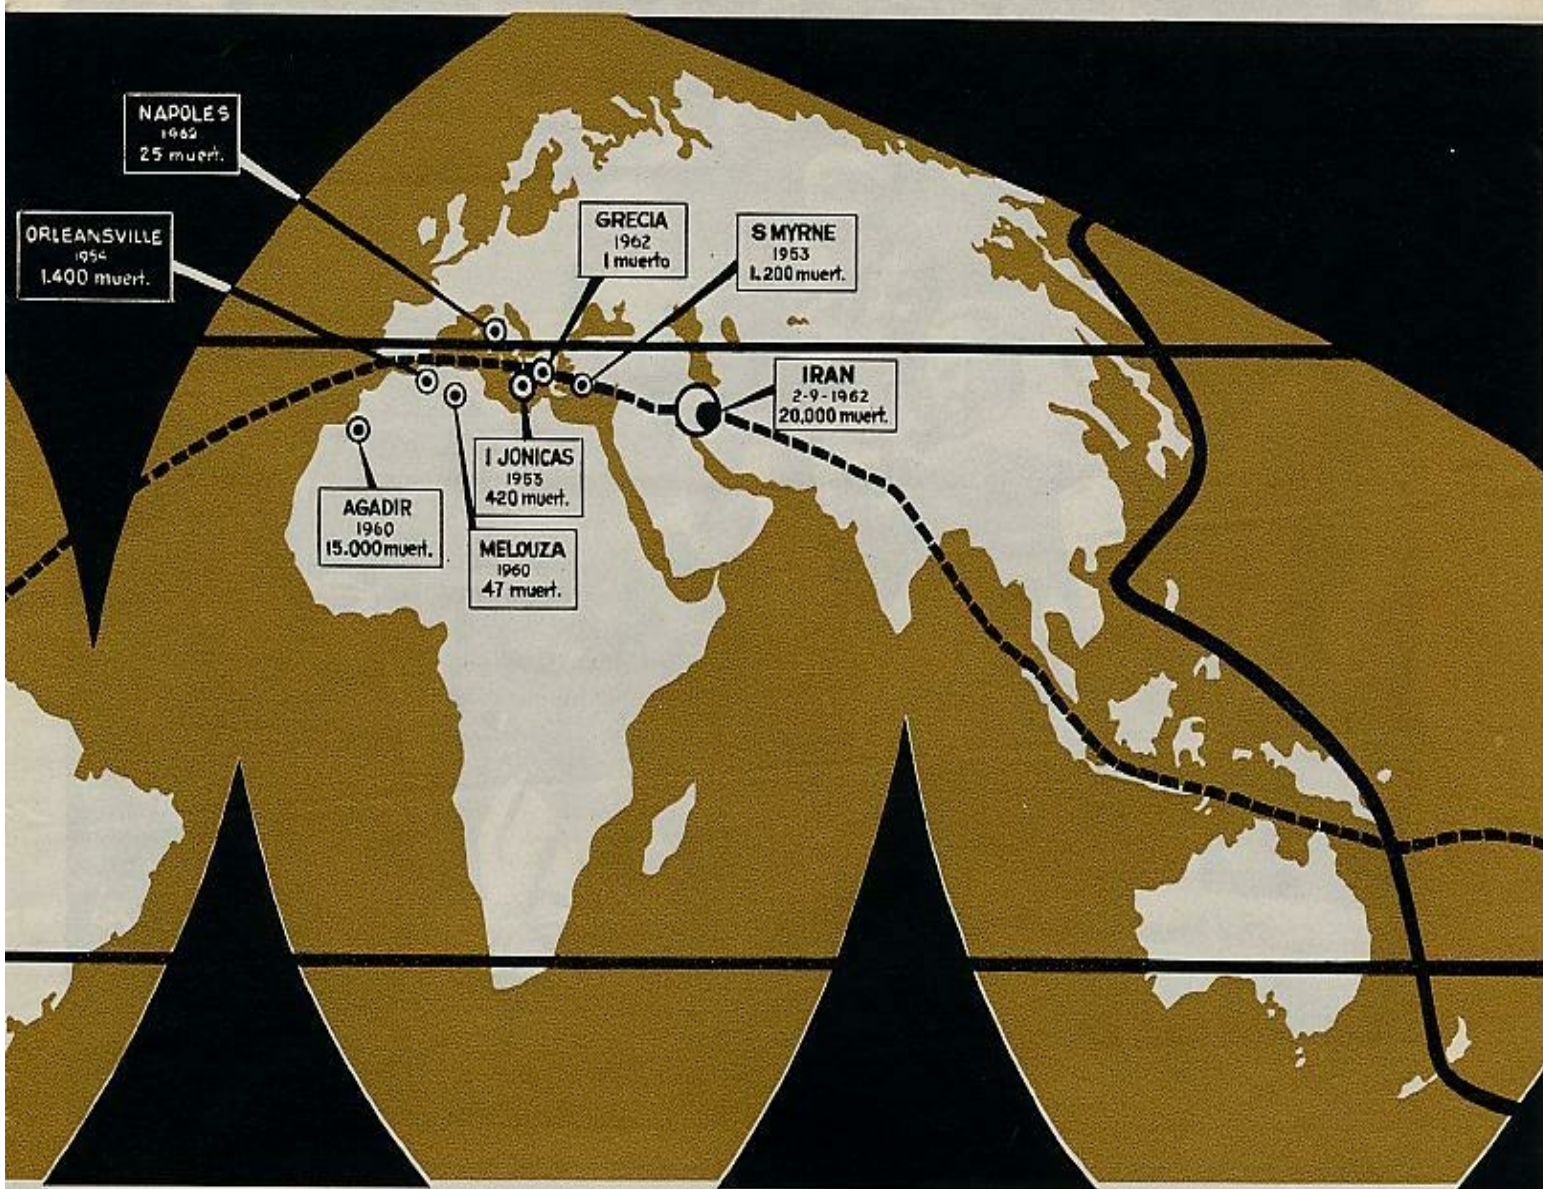 NAPOLES
1962
25 muert.
ORLEANSVILLE
1954
1.400 muert.
GRECIA
1962
1 muerto
SMYRNE
1953
1.200 muert.
IRAN
2-9-1962
20,000 muert.
I JONICAS
1953
420 muert.
AGADIR
1960
15.000 muert.
MELOUZA
1960
47 muert.